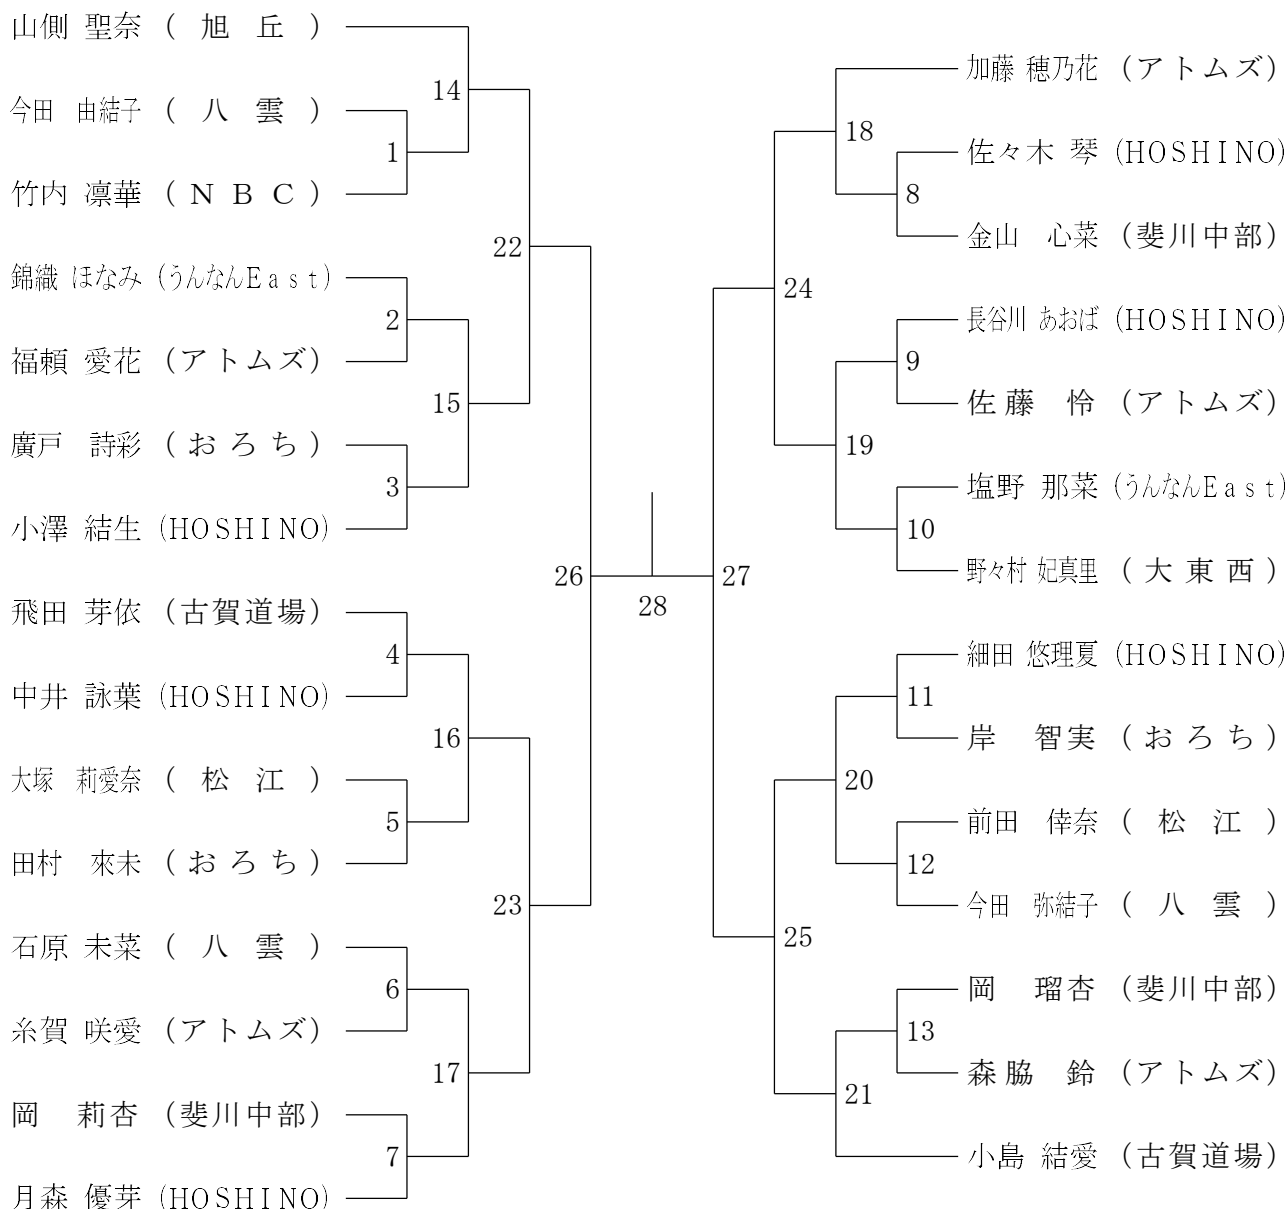 山側 聖奈 （ 旭 丘 ）
14
今田 由結子 （ 八 雲 ）
1
竹内 凛華 （ Ｎ Ｂ Ｃ ）
22
錦織 ほなみ （うんなんＥａｓｔ）
2
福頼 愛花 （アトムズ）
15
廣戸 詩彩 （ お ろ ち ）
3
小澤 結生 （HOSHINO）
26
飛田 芽依 （古賀道場）
4
中井 詠葉 （HOSHINO）
16
大塚 莉愛奈 （ 松 江 ）
5
田村 來未 （ お ろ ち ）
23
石原 未菜 （ 八 雲 ）
6
糸賀 咲愛 （アトムズ）
17
岡 莉杏 （斐川中部）
7
月森 優芽 （HOSHINO）
28
加藤 穂乃花 （アトムズ）
18
佐々木 琴 （HOSHINO）
8
金山 心菜 （斐川中部）
24
長谷川 あおば （HOSHINO）
9
佐藤 怜 （アトムズ）
19
塩野 那菜 （うんなんＥａｓｔ）
10
野々村 妃真里 （ 大 東 西 ）
27
細田 悠理夏 （HOSHINO）
11
岸 智実 （ お ろ ち ）
20
前田 倖奈 （ 松 江 ）
12
今田 弥結子 （ 八 雲 ）
25
岡 瑠杏 （斐川中部）
13
森脇 鈴 （アトムズ）
21
小島 結愛 （古賀道場）